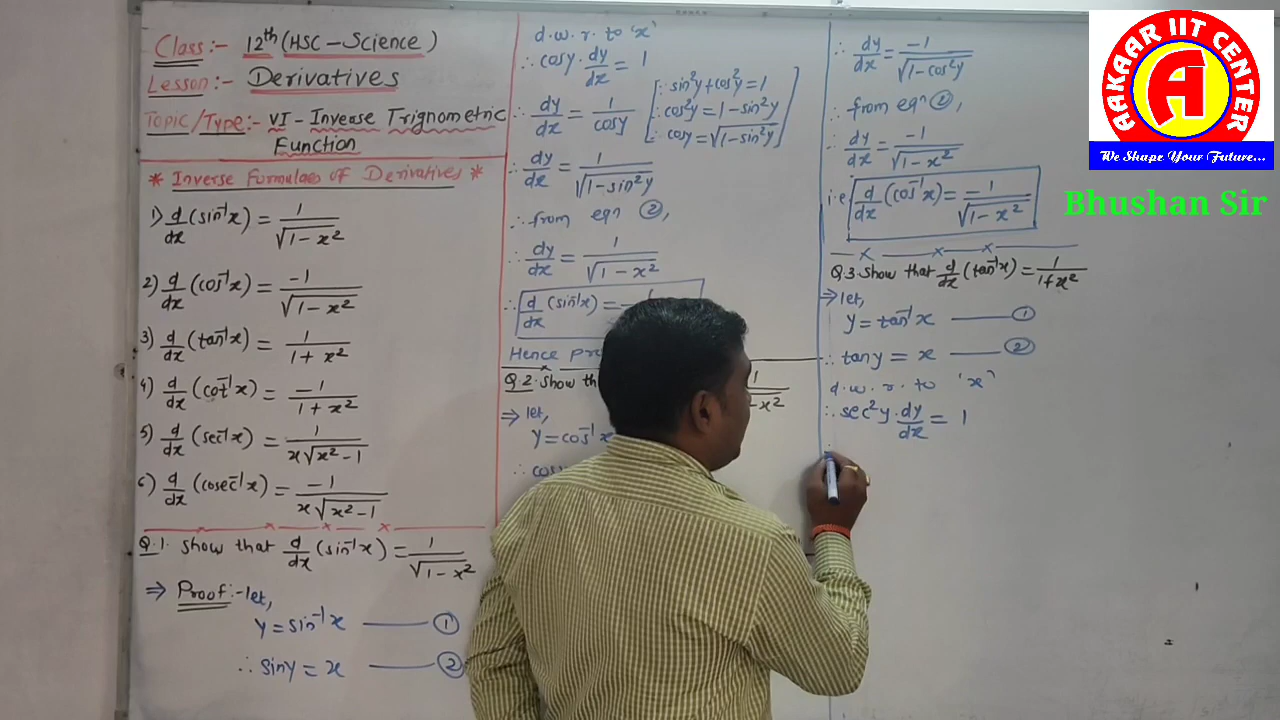 Class:- 12th (HSC-Science)
Lesson:- Derivatives
Topic/Type:- VI - Inverse Trignometric
Function
* Inverse Formulaes of Derivatives *
1) d/dx (sin⁻¹x) = 1/√(1-x²)
2) d/dx (cos⁻¹x) = -1/√(1-x²)
3) d/dx (tan⁻¹x) = 1/(1+x²)
4) d/dx (cot⁻¹x) = -1/(1+x²)
5) d/dx (sec⁻¹x) = 1/(x√(x²-1))
6) d/dx (cosec⁻¹x) = -1/(x√(x²-1))
Q.1. Show that d/dx (sin⁻¹x) = 1/√(1-x²)
⇒ Proof:- let,
y = sin⁻¹x —— ①
∴ siny = x —— ②
d.w.r. to 'x'
∴ cosy. dy/dx = 1
∴ dy/dx = 1/cosy
[∵ sin²y + cos²y = 1
∴ cos²y = 1 - sin²y
∴ cosy = √(1-sin²y)]
∴ dy/dx = 1/√(1-sin²y)
∴ from eqn ②,
∴ dy/dx = 1/√(1-x²)
∴ d/dx (sin⁻¹x) = 1
Hence pr
Q.2. Show th 1
-x²
⇒ let,
y = cos⁻¹x
∴ cosy
∴ dy/dx = -1/√(1-cos²y)
∴ from eqn ②,
∴ dy/dx = -1/√(1-x²)
i.e. d/dx (cos⁻¹x) = -1/√(1-x²)
Q.3. Show that d/dx (tan⁻¹x) = 1/(1+x²)
⇒ let,
y = tan⁻¹x —— ①
∴ tany = x —— ②
d.w.r. to 'x'
∴ sec²y. dy/dx = 1
AAKAAR IIT CENTER
A
We Shape Your Future...
Bhushan Sir